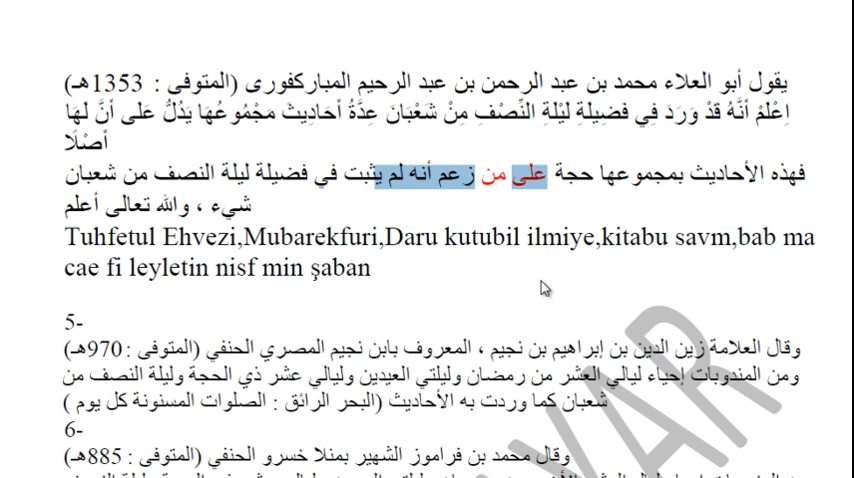 يقول أبو العلاء محمد بن عبد الرحمن بن عبد الرحيم المباركفورى (المتوفى : 1353هـ)
اِعْلَمْ أَنَّهُ قَدْ وَرَدَ فِي فَضِيلَةِ لَيْلَةِ النِّصْفِ مِنْ شَعْبَانَ عِدَّةُ أَحَادِيثَ مَجْمُوعُهَا يَدُلُّ عَلَى أَنَّ لَهَا
أَصْلًا
فهذه الأحاديث بمجموعها حجة على من زعم أنه لم يثبت في فضيلة ليلة النصف من شعبان
شيء ، والله تعالى أعلم
Tuhfetul Ehvezi,Mubarekfuri,Daru kutubil ilmiye,kitabu savm,bab ma
cae fi leyletin nisf min şaban
5-
وقال العلامة زين الدين بن إبراهيم بن نجيم ، المعروف بابن نجيم المصري الحنفي (المتوفى : 970هـ)
ومن المندوبات إحياء ليالي العشر من رمضان وليلتي العيدين وليالي عشر ذي الحجة وليلة النصف من
شعبان كما وردت به الأحاديث (البحر الرائق : الصلوات المسنونة كل يوم )
6-
وقال محمد بن فراموز الشهير بمنلا خسرو الحنفي (المتوفى : 885هـ)
YAR